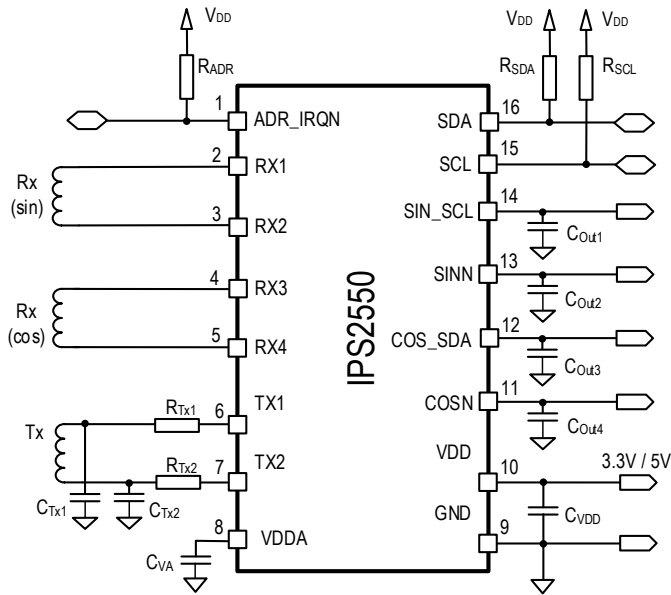 VDD
VDD
VDD
RADR
RSDA
RSCL
1
ADR_IRQN
SDA
16
2
RX1
SCL
15
Rx
(sin)
3
RX2
SIN_SCL
14
COut1
4
RX3
SINN
13
COut2
Rx
(cos)
5
RX4
COS_SDA
12
COut3
IPS2550
RTx1
6
TX1
COSN
11
COut4
Tx
RTx2
7
TX2
VDD
10
3.3V / 5V
CTx1
CTx2
CVDD
8
VDDA
GND
9
CVA